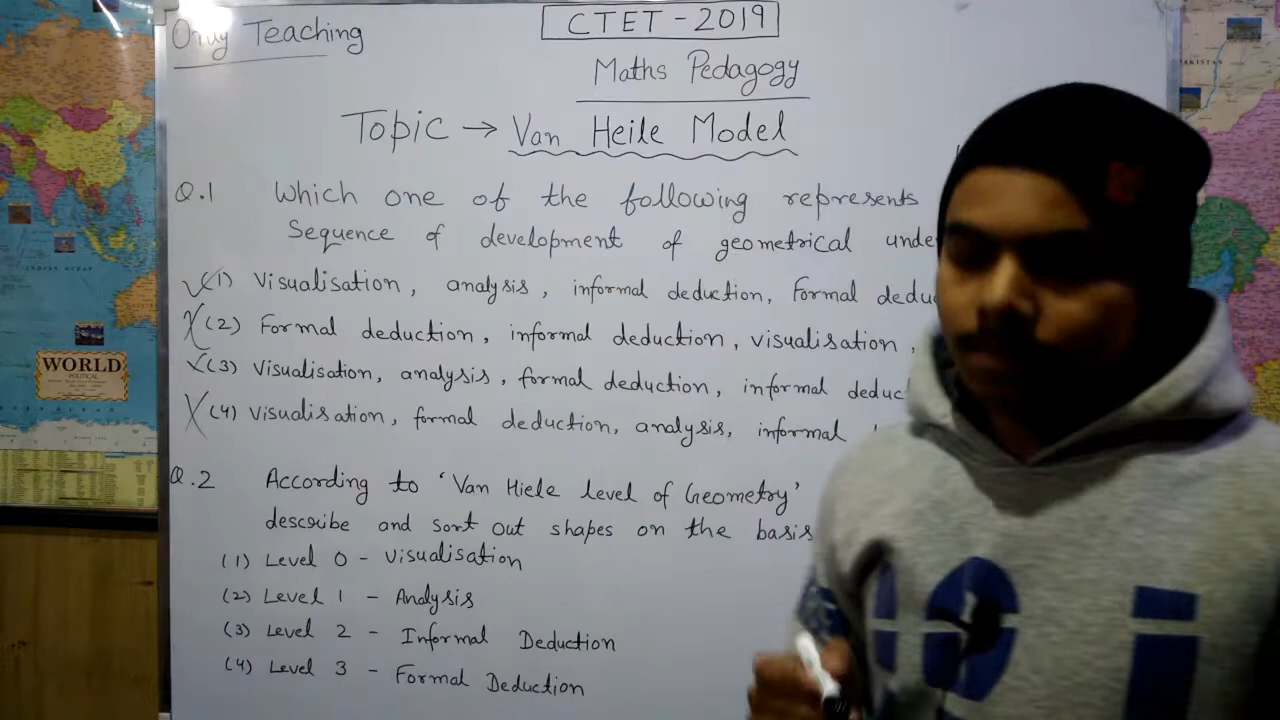 Teaching
CTET - 2019
Maths Pedagogy
Topic → Van Heile Model
Q.1 Which one of the following represents
Sequence of development of geometrical
(1) Visualisation, analysis, informal deduction, Formal
(2) Formal deduction, informal deduction, visualisation,
(3) Visualisation, analysis, formal deduction, informal
(4) Visualisation, formal deduction, analysis, informal
Q.2 According to 'Van Hiele level of Geometry'
describe and sort out shapes on the basis
(1) Level 0 - Visualisation
(2) Level 1 - Analysis
(3) Level 2 - Informal Deduction
(4) Level 3 - Formal Deduction
WORLD
POLITICAL
PAKISTAN
INDIAN OCEAN